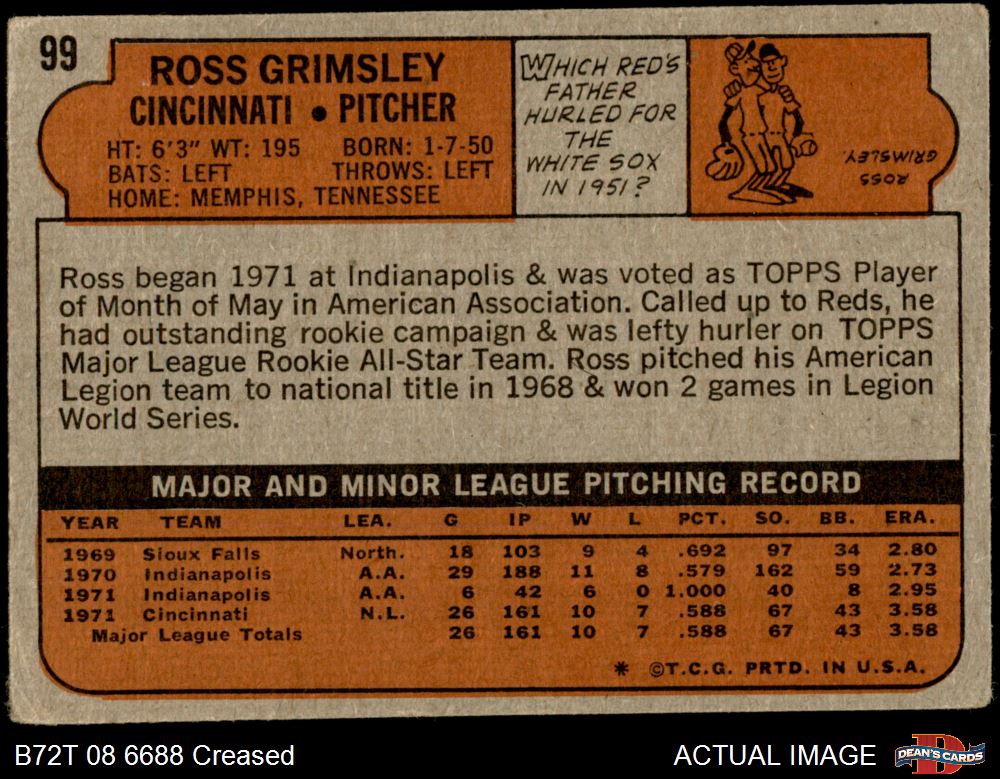 99
ROSS GRIMSLEY
CINCINNATI • PITCHER
HT: 6'3" WT: 195 BORN: 1-7-50
BATS: LEFT THROWS: LEFT
HOME: MEMPHIS, TENNESSEE
WHICH RED'S
FATHER
HURLED FOR
THE
WHITE SOX
IN 1951?
ROSS
GRIMSLEY.
Ross began 1971 at Indianapolis & was voted as TOPPS Player
of Month of May in American Association. Called up to Reds, he
had outstanding rookie campaign & was lefty hurler on TOPPS
Major League Rookie All-Star Team. Ross pitched his American
Legion team to national title in 1968 & won 2 games in Legion
World Series.
MAJOR AND MINOR LEAGUE PITCHING RECORD
YEAR TEAM LEA. G IP W L PCT. SO. BB. ERA.
1969 Sioux Falls North. 18 103 9 4 .692 97 34 2.80
1970 Indianapolis A.A. 29 188 11 8 .579 162 59 2.73
1971 Indianapolis A.A. 6 42 6 0 1.000 40 8 2.95
1971 Cincinnati N.L. 26 161 10 7 .588 67 43 3.58
Major League Totals 26 161 10 7 .588 67 43 3.58
* ©T.C.G. PRTD. IN U.S.A.
B72T 08 6688 Creased
ACTUAL IMAGE
DEAN'S CARDS